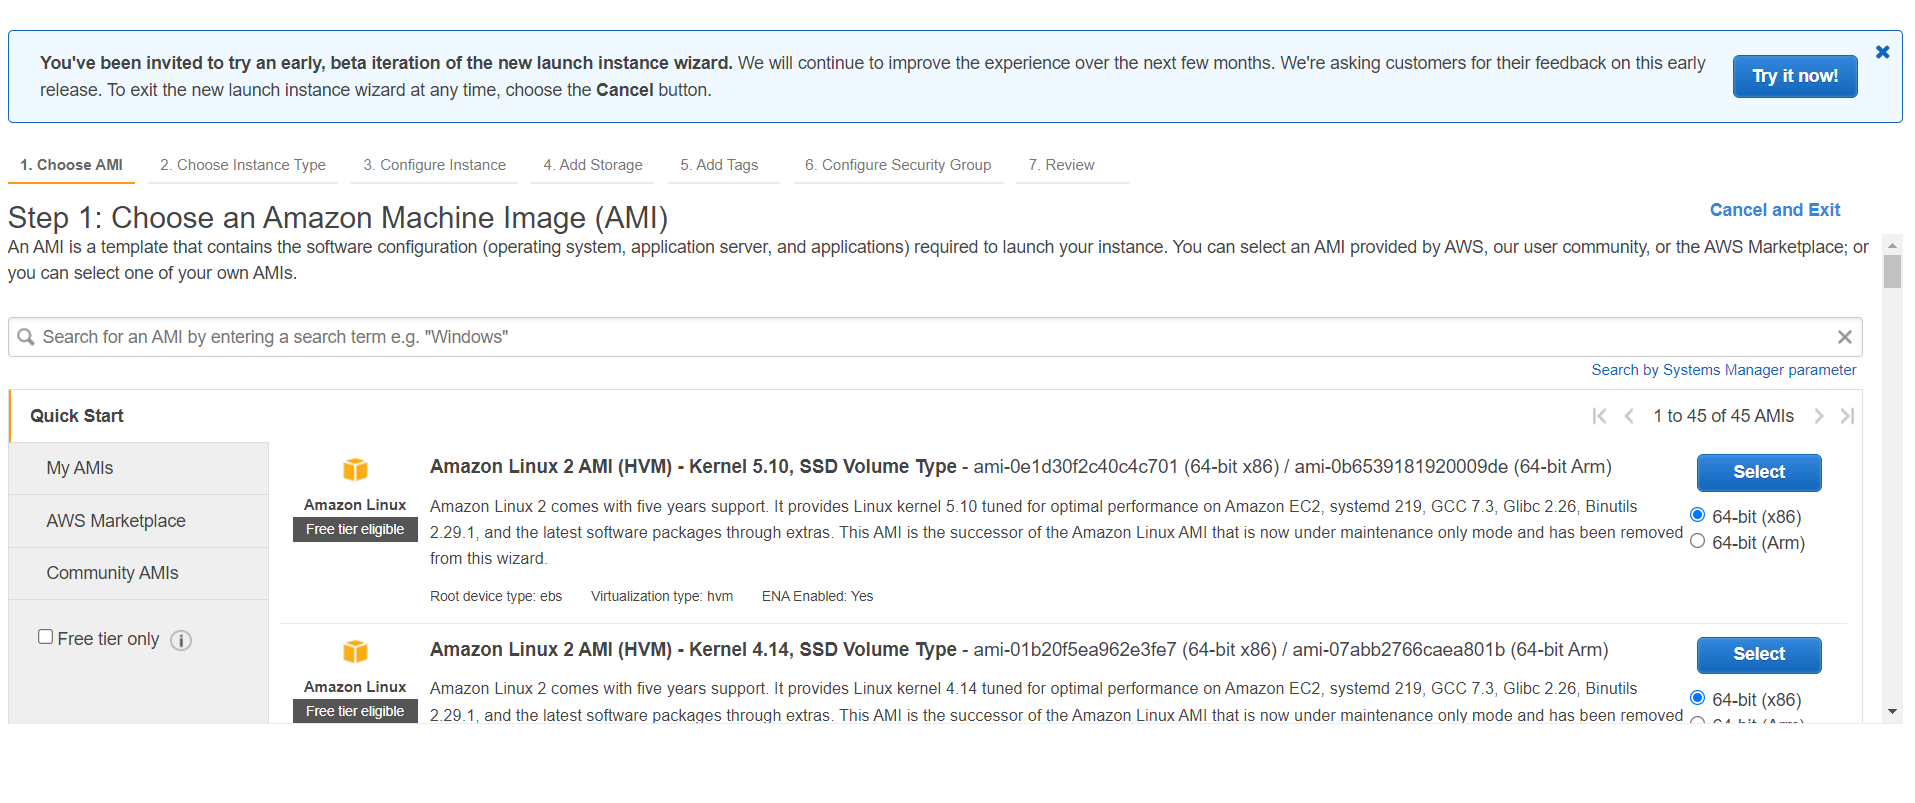 You've been invited to try an early, beta iteration of the new launch instance wizard. We will continue to improve the experience over the next few months. We're asking customers for their feedback on this early
release. To exit the new launch instance wizard at any time, choose the Cancel button.
Try it now!
1. Choose AMI
2. Choose Instance Type
3. Configure Instance
4. Add Storage
5. Add Tags
6. Configure Security Group
7. Review
Step 1: Choose an Amazon Machine Image (AMI)
Cancel and Exit
An AMI is a template that contains the software configuration (operating system, application server, and applications) required to launch your instance. You can select an AMI provided by AWS, our user community, or the AWS Marketplace; or
you can select one of your own AMIs.
Search for an AMI by entering a search term e.g. "Windows"
Search by Systems Manager parameter
Quick Start
1 to 45 of 45 AMIs
My AMIs
AWS Marketplace
Community AMIs
Free tier only
Amazon Linux
Free tier eligible
Amazon Linux 2 AMI (HVM) - Kernel 5.10, SSD Volume Type - ami-0e1d30f2c40c4c701 (64-bit x86) / ami-0b6539181920009de (64-bit Arm)
Amazon Linux 2 comes with five years support. It provides Linux kernel 5.10 tuned for optimal performance on Amazon EC2, systemd 219, GCC 7.3, Glibc 2.26, Binutils
2.29.1, and the latest software packages through extras. This AMI is the successor of the Amazon Linux AMI that is now under maintenance only mode and has been removed
from this wizard.
Root device type: ebs
Virtualization type: hvm
ENA Enabled: Yes
Select
64-bit (x86)
64-bit (Arm)
Amazon Linux
Free tier eligible
Amazon Linux 2 AMI (HVM) - Kernel 4.14, SSD Volume Type - ami-01b20f5ea962e3fe7 (64-bit x86) / ami-07abb2766caea801b (64-bit Arm)
Amazon Linux 2 comes with five years support. It provides Linux kernel 4.14 tuned for optimal performance on Amazon EC2, systemd 219, GCC 7.3, Glibc 2.26, Binutils
2.29.1, and the latest software packages through extras. This AMI is the successor of the Amazon Linux AMI that is now under maintenance only mode and has been removed
Select
64-bit (x86)
64-bit (Arm)